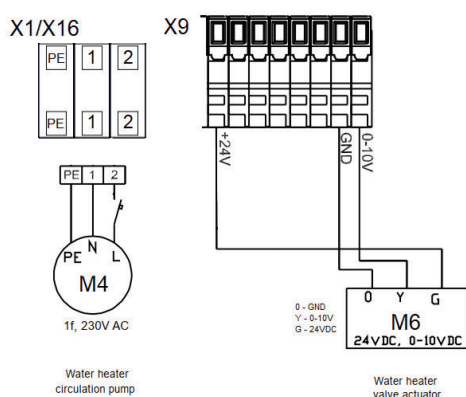 X1/X16
PE 1 2
PE 1 2
PE 1 2
PE N L
M4
1f, 230V AC
Water heater
circulation pump
X9
+24V
GND
0-10V
0 - GND
Y - 0-10V
G - 24VDC
0 Y G
M6
24VDC, 0-10VDC
Water heater
valve actuator